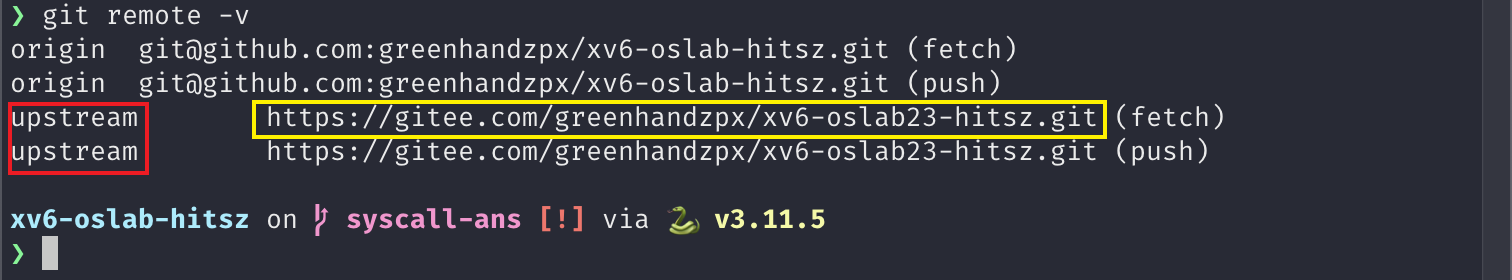 ❯ git remote -v
origin  git@github.com:greenhandzpx/xv6-oslab-hitsz.git (fetch)
origin  git@github.com:greenhandzpx/xv6-oslab-hitsz.git (push)
upstream        https://gitee.com/greenhandzpx/xv6-oslab23-hitsz.git (fetch)
upstream        https://gitee.com/greenhandzpx/xv6-oslab23-hitsz.git (push)
xv6-oslab-hitsz on syscall-ans [!] via 🐍 v3.11.5
❯